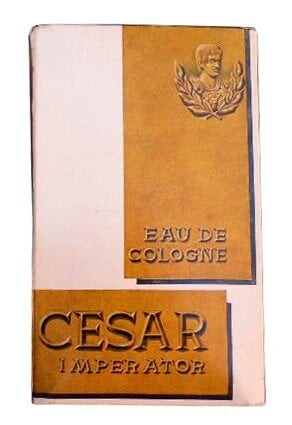 EAU DE
COLOGNE
CESAR
IMPERATOR